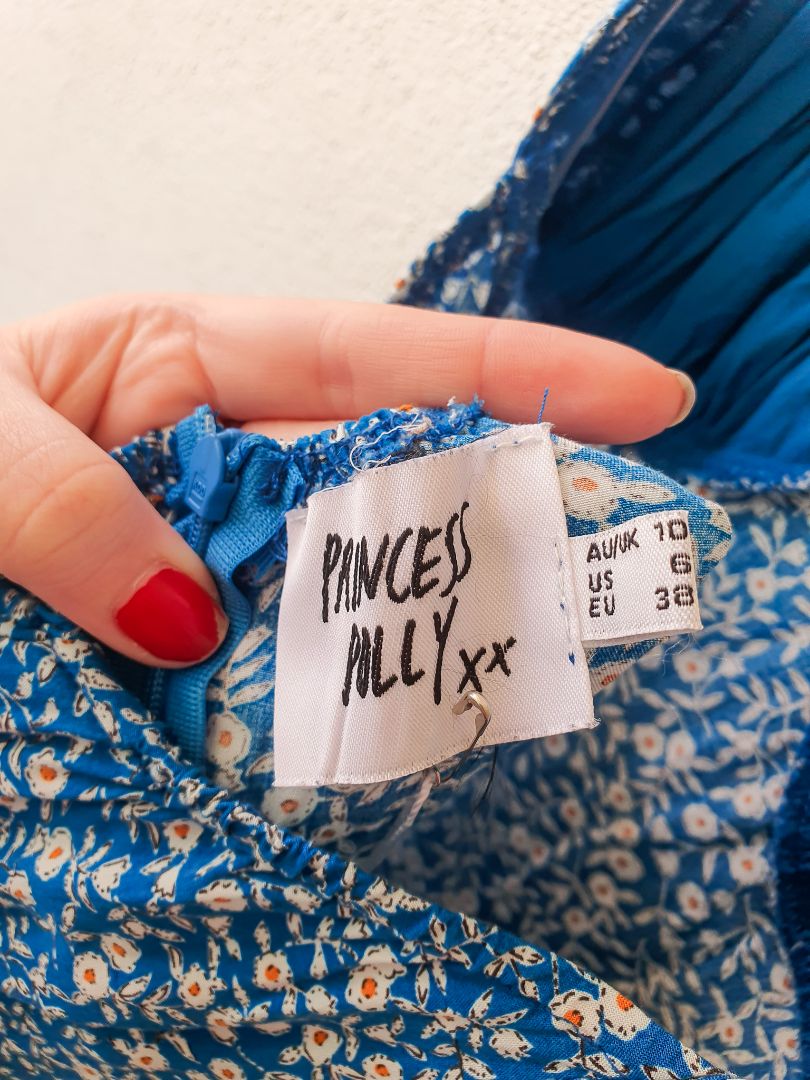 PRINCESS
POLLY xx
AU/UK 10
US 6
EU 38